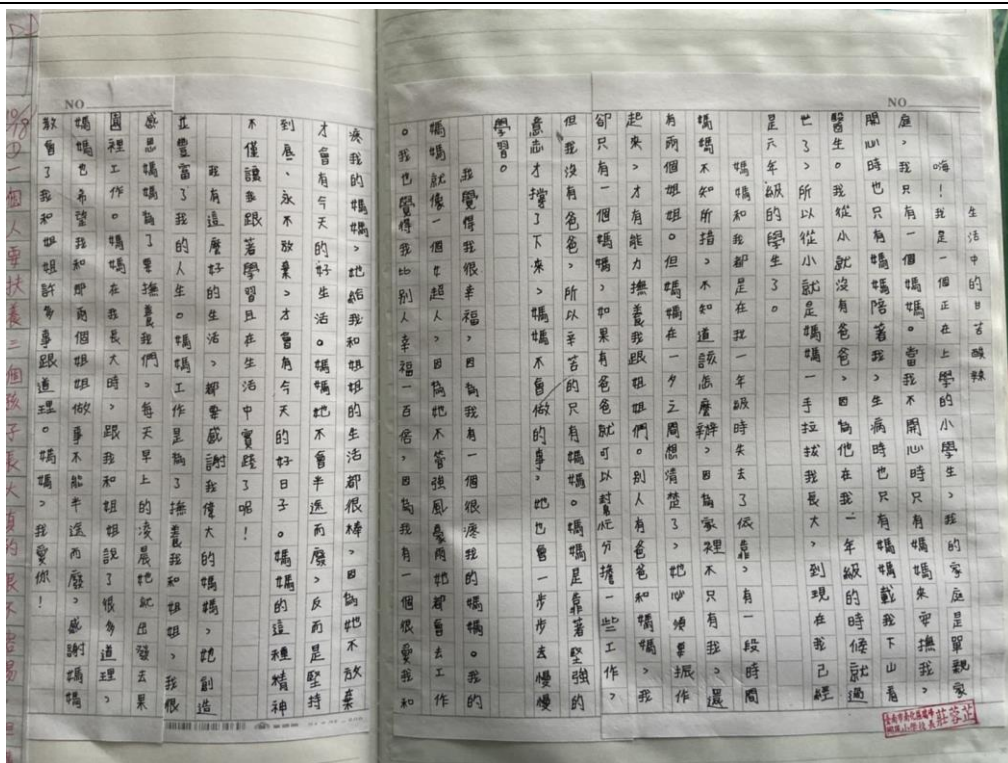 NO
生活中的甘苦酸辣
嗨！我是一個正在上學的小學生，我的家庭是單親家
庭，我只有一個媽媽。當我不開心時只有媽媽來安撫我，
開心時也只有媽媽陪著我，生病時也只有媽媽載我下山看
醫生。我從小就沒有爸爸，因為他在我一年級的時候就過
世了，所以從小就是媽媽一手拉拔我長大，到現在我已經
是六年級的學生了。
媽媽和我都是在我一年級時失去了依靠，有一段時間
媽媽不知所措，不知道該怎麼辦，因為家裡不只有我，還
有兩個姐姐。但媽媽在一夕之間想清楚了，她必須要振作
起來，才有能力撫養我跟姐姐們。別人有爸爸和媽媽，我
卻只有一個媽媽，如果有爸爸就可以幫忙分擔一些工作，
但我沒有爸爸，所以辛苦的只有媽媽。媽媽是靠著堅強的
意志才撐了下來，媽媽不會做的事，她也會一步步去慢慢
學習。
我覺得我很幸福，因為我有一個很疼我的媽媽。我的
媽媽就像一個女超人，因為她不管強風豪雨她都會去工作
。我也覺得我比別人幸福一百倍，因為我有一個很愛我和
NO
疼我的媽媽，她給我和姐姐的生活都很棒，因為她不放棄
才會有今天的好生活。媽媽她不會半途而廢，反而是堅持
到底、永不放棄，才會有今天的好日子。媽媽的這種精神
不僅讓我跟著學習且在生活中實踐了呢！
我有這麼好的生活，都要感謝我偉大的媽媽，她創造
並豐富了我的人生。媽媽工作是為了撫養我和姐姐，我很
感恩媽媽為了要撫養我們，每天早上的凌晨她就出發去果
園裡工作。媽媽在我長大時，跟我和姐姐說了很多道理，
媽媽也希望我和那兩個姐姐做事不能半途而廢，感謝媽媽
教會了我和姐姐許多事跟道理。媽媽，我愛你！
一個人要扶養三個孩子長大真的很不容易